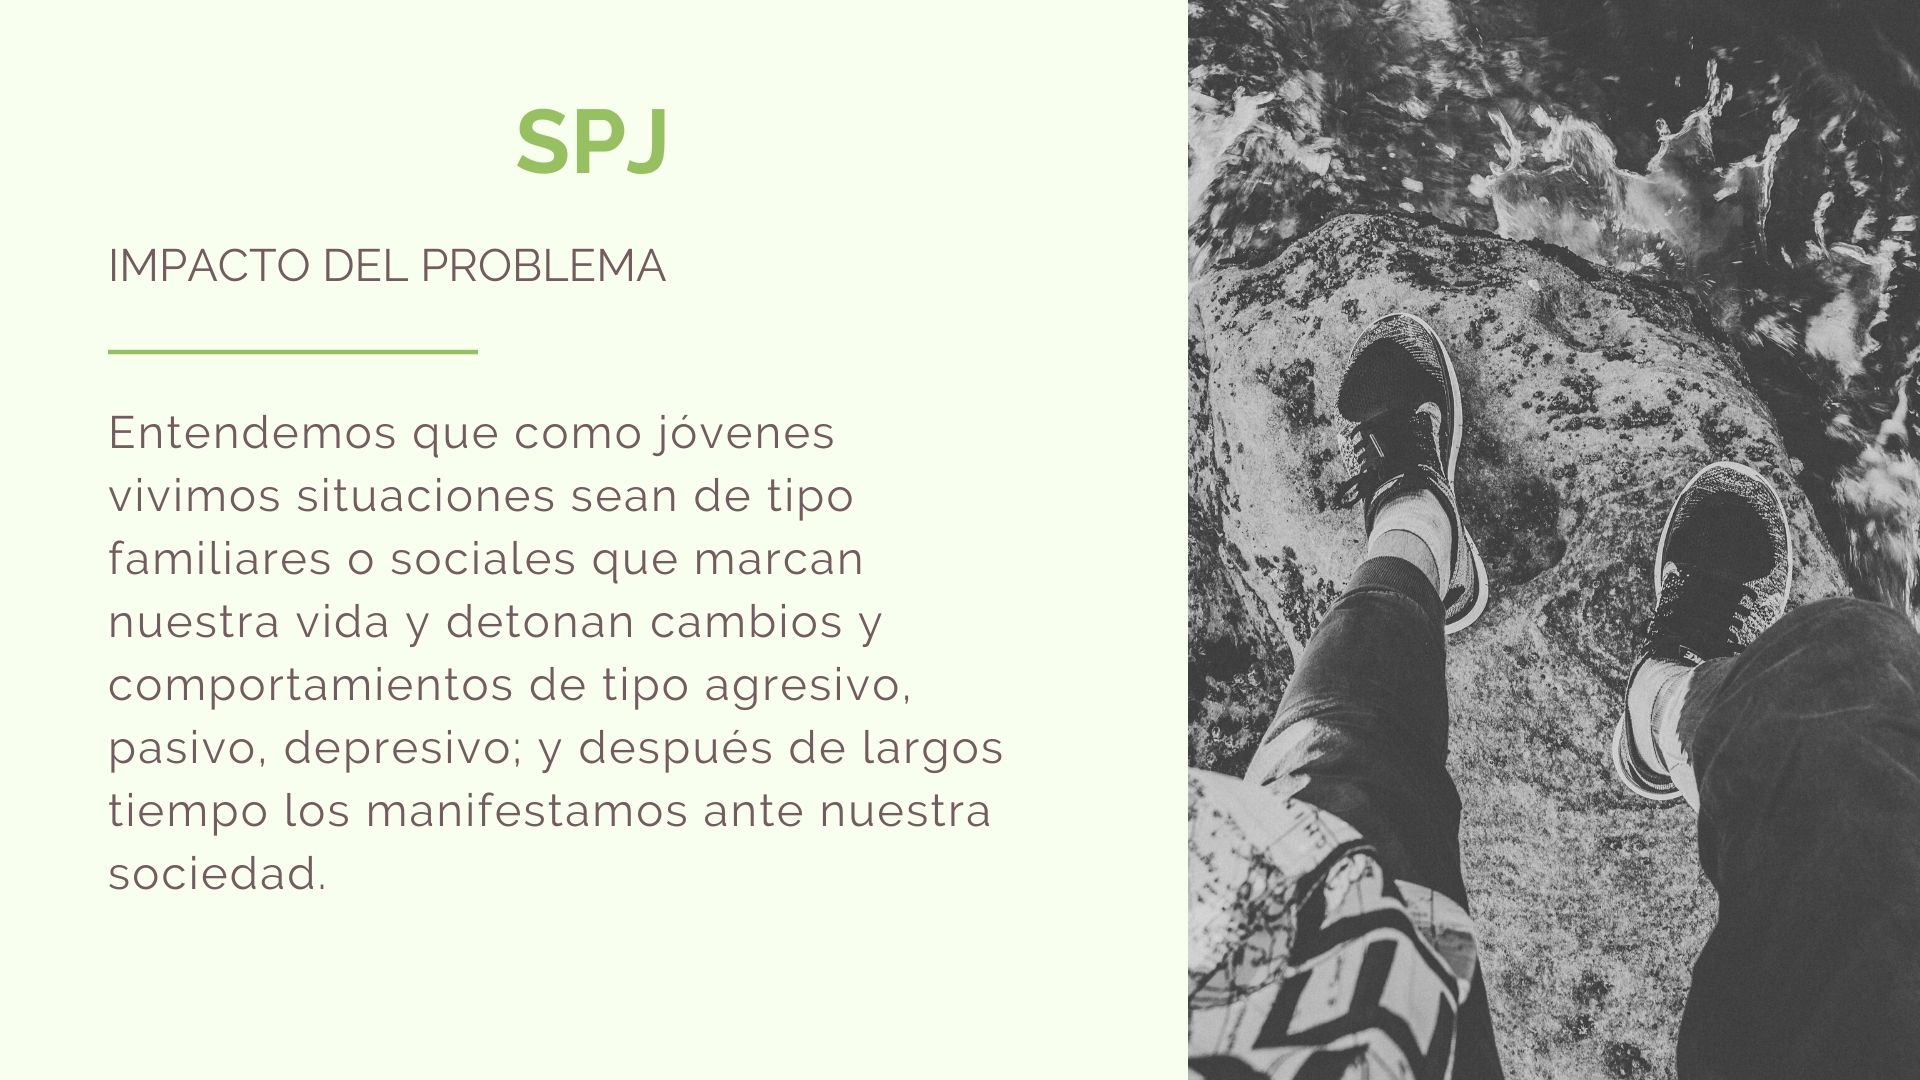 SPJ
IMPACTO DEL PROBLEMA
Entendemos que como jóvenes
vivimos situaciones sean de tipo
familiares o sociales que marcan
nuestra vida y detonan cambios y
comportamientos de tipo agresivo,
pasivo, depresivo; y después de largos
tiempo los manifestamos ante nuestra
sociedad.